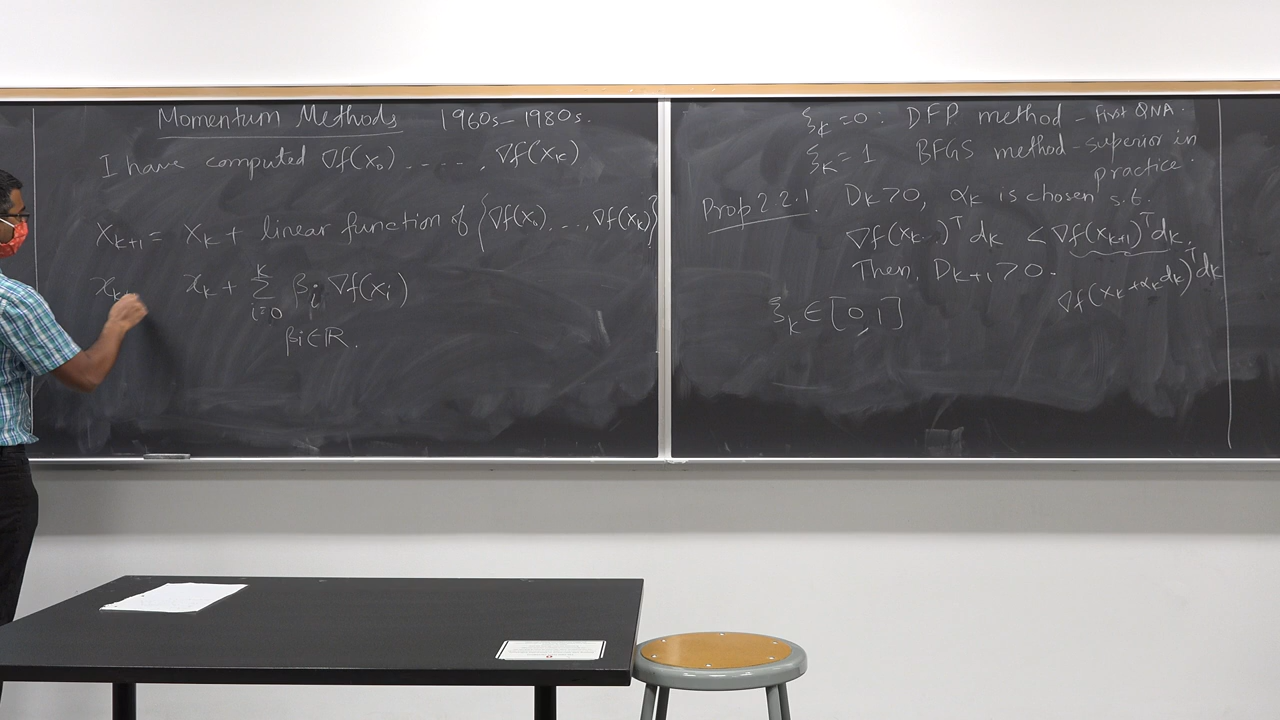 Momentum Methods 1960s-1980s.
I have computed ∇f(x₀) ....., ∇f(x_k)
x_{k+1} = x_k + linear function of {∇f(x₀), ..., ∇f(x_k)}
x_{k+ x_k + Σ_{i=0}^{k} β_i ∇f(x_i)
β_i ∈ ℝ.
ξ_k = 0 : DFP method - First QNA.
ξ_k = 1 BFGS method - superior in
practice.
Prop 2.2.1. D_k > 0, α_k is chosen s.t.
∇f(x_k)^T d_k < ∇f(x_{k+1})^T d_k.
Then, D_{k+1} > 0.
∇f(x_k + α_k d_k)^T d_k
ξ_k ∈ [0,1]